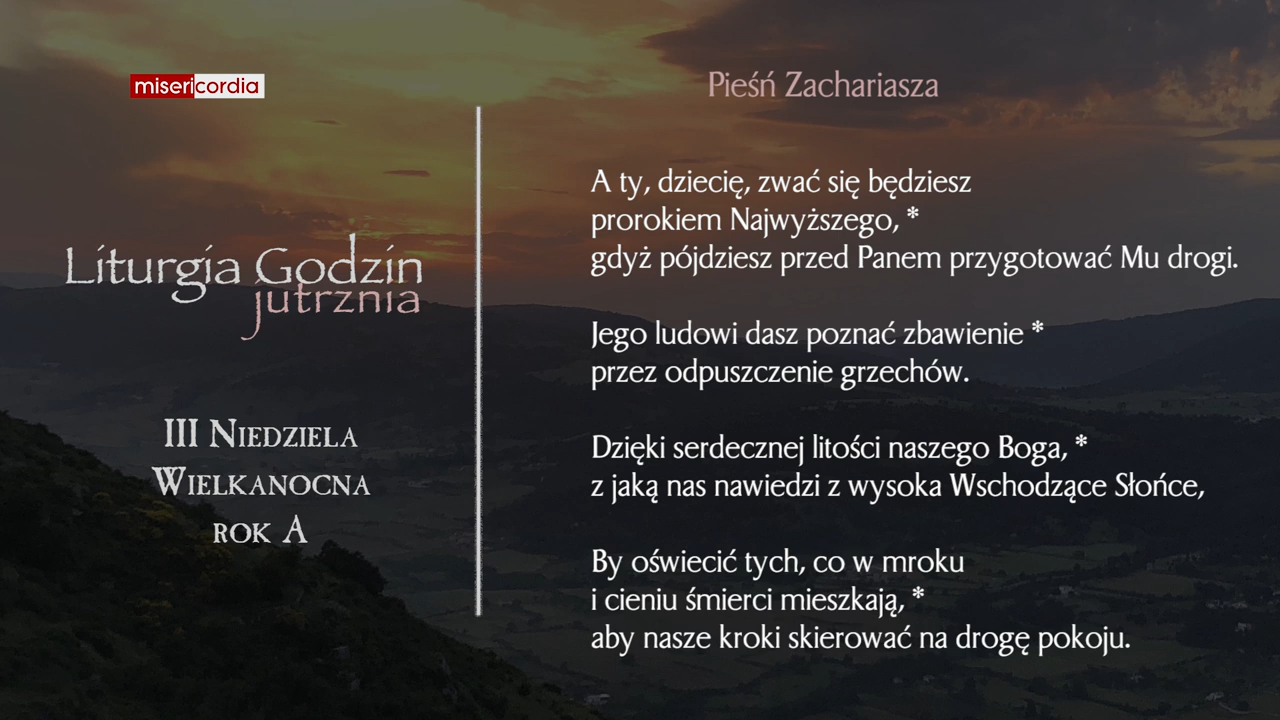 misericordia
Liturgia Godzin
jutrznia
III Niedziela
Wielkanocna
rok A
Pieśń Zachariasza
A ty, dziecię, zwać się będziesz
prorokiem Najwyższego, *
gdyż pójdziesz przed Panem przygotować Mu drogi.
Jego ludowi dasz poznać zbawienie *
przez odpuszczenie grzechów.
Dzięki serdecznej litości naszego Boga, *
z jaką nas nawiedzi z wysoka Wschodzące Słońce,
By oświecić tych, co w mroku
i cieniu śmierci mieszkają, *
aby nasze kroki skierować na drogę pokoju.